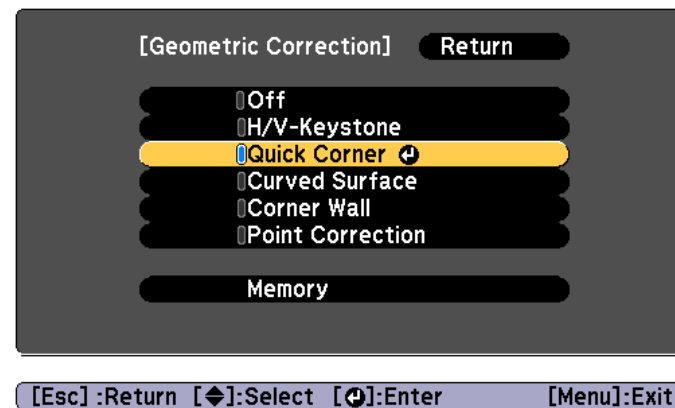 [Geometric Correction] Return
Off
H/V-Keystone
Quick Corner
Curved Surface
Corner Wall
Point Correction
Memory
[Esc] :Return [◆]:Select [⏎]:Enter [Menu]:Exit